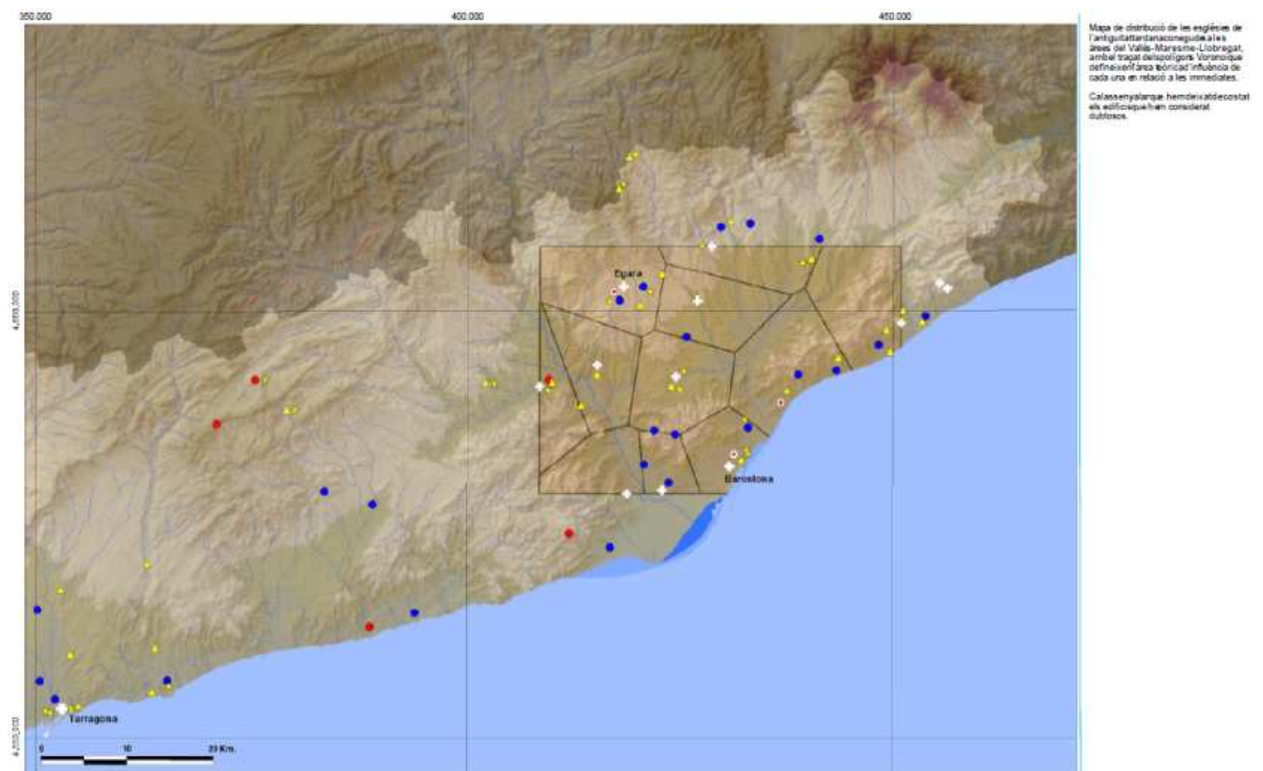 350.000
400.000
450.000
Mapa de distribució de les esglésies de
l'antiguitattardanaconegudesales
àrees del Vallès-Maresme-Llobregat,
ambel traçat delspolígons Voronoique
defineixenl'àrea teòricad'influència de
cada una en relació a les immediates.
Calassenyalarque hemdeixatdecostat
els edificisque hem considerat
dubtosos.
Egara
Barcelona
Tarragona
0
10
20 Km.